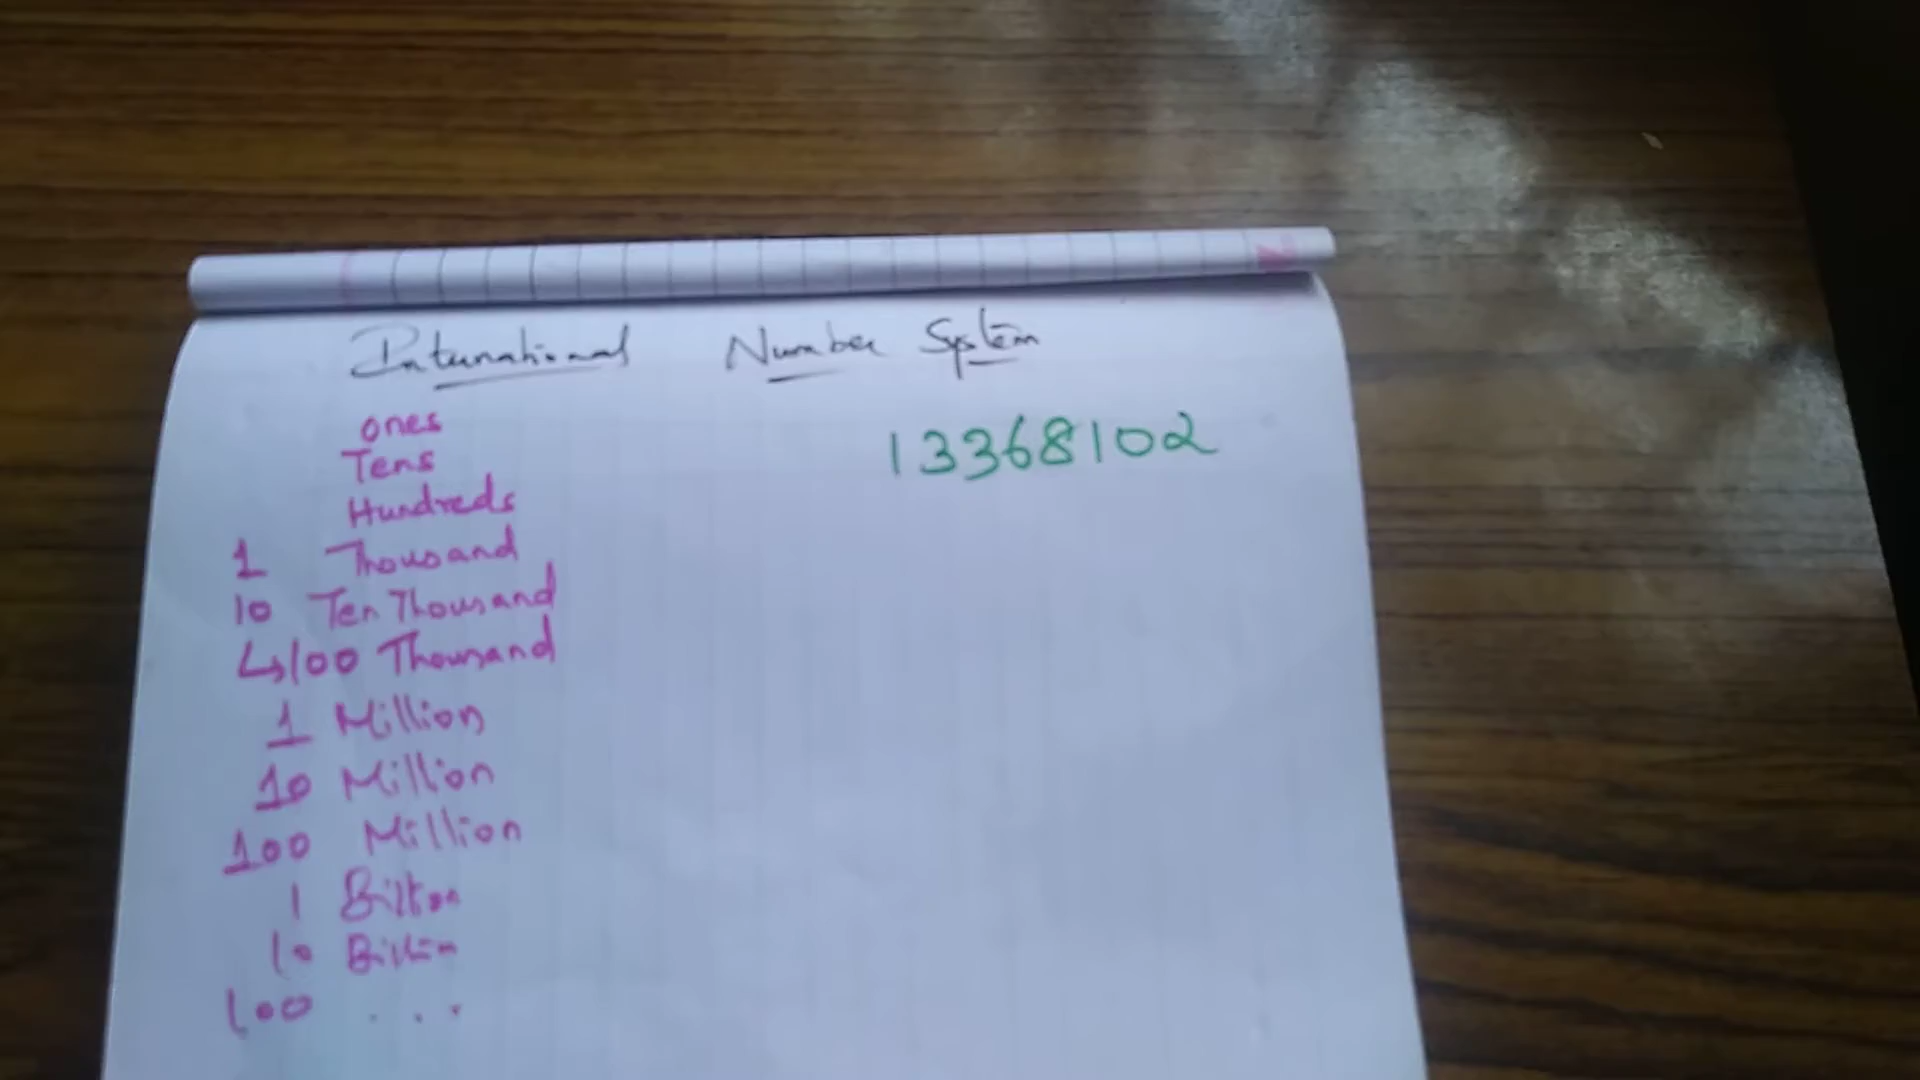 International Number System
ones
13368102
Tens
Hundreds
1 Thousand
10 Ten Thousand
↳100 Thousand
1 Million
10 Million
100 Million
1 Billion
10 Billion
100 ...